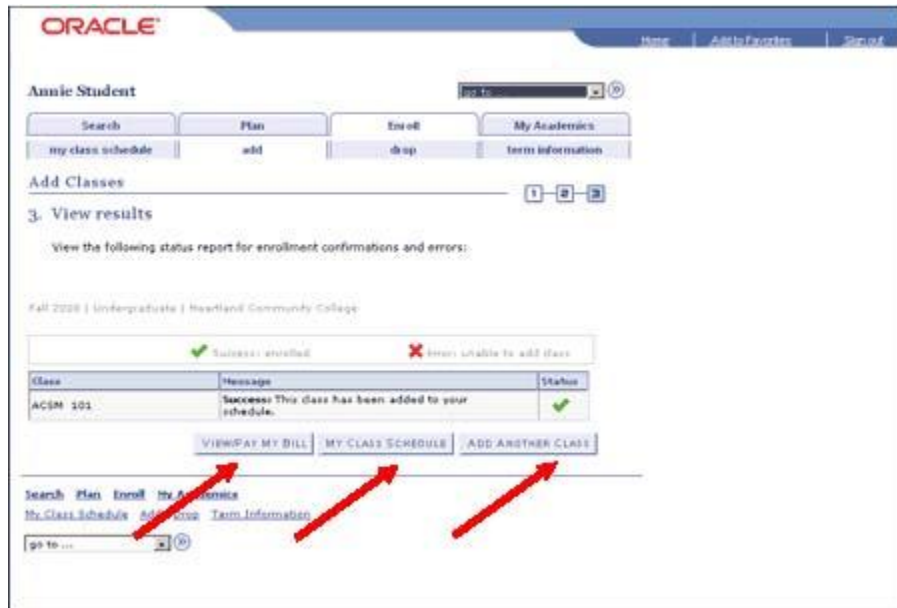 ORACLE
Home Add to Favorites Sign out
Annie Student
go to ...
Search Plan Enroll My Academics
my class schedule add drop term information
Add Classes
1 2 3
3. View results
View the following status report for enrollment confirmations and errors:
Fall | Undergraduate | Heartland Community College
Success: enrolled Error: unable to add class
Class Message Status
ACSM 101 Success: This class has been added to your
schedule.
VIEW/PAY MY BILL MY CLASS SCHEDULE ADD ANOTHER CLASS
Search Plan Enroll My Academics
My Class Schedule Add Drop Term Information
go to ...